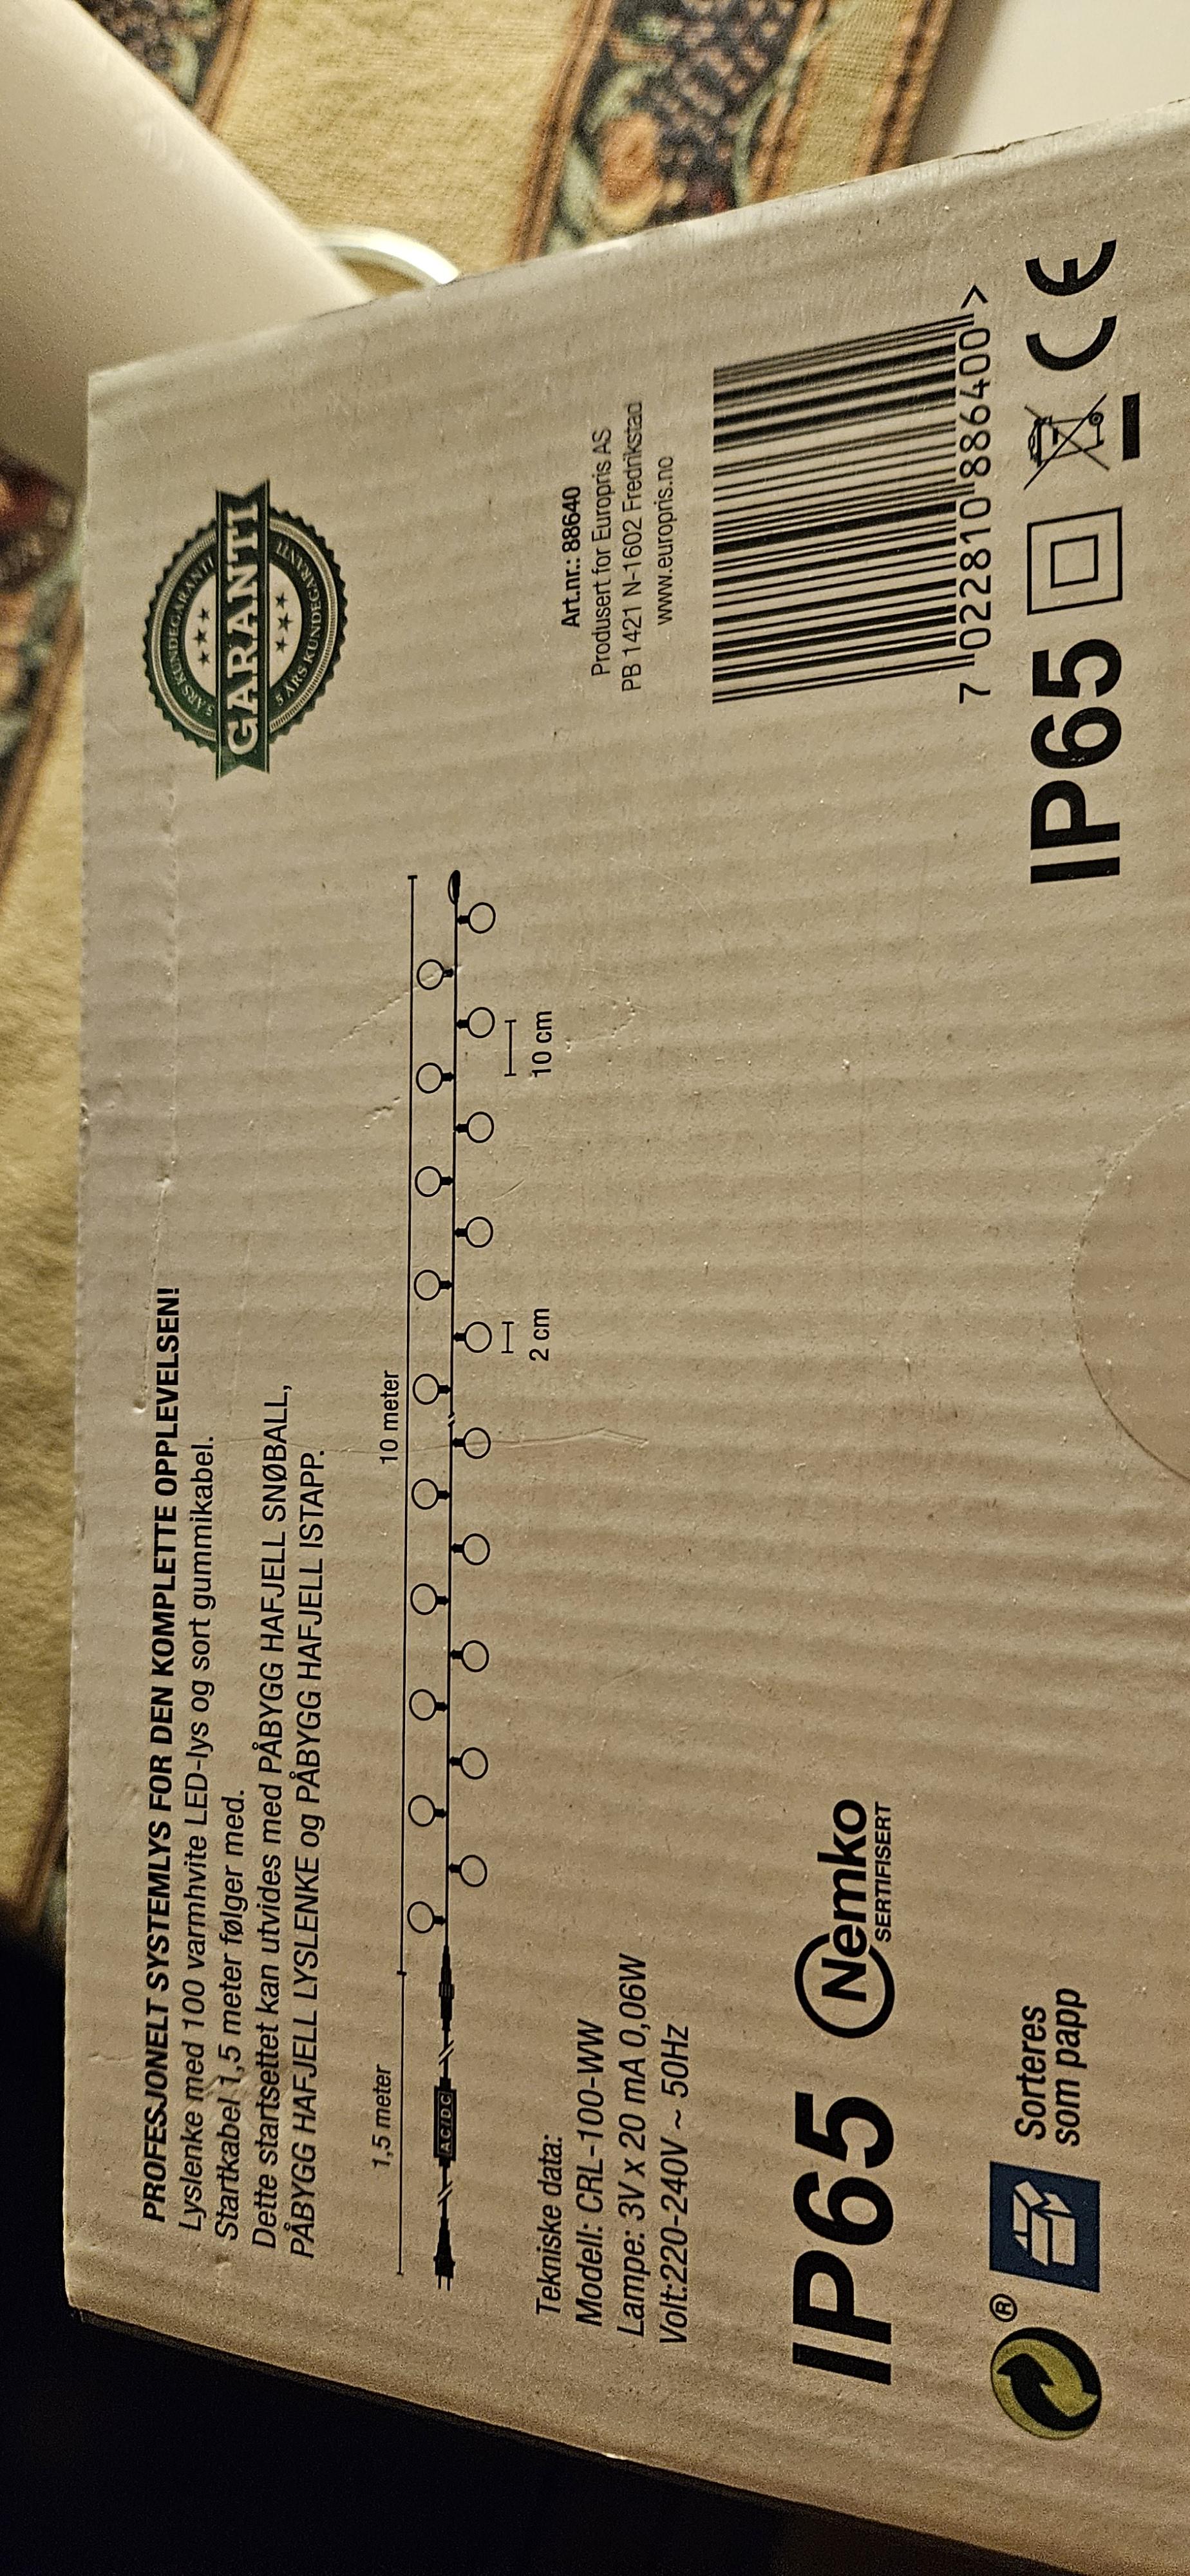 PROFESJONELT SYSTEMLYS FOR DEN KOMPLETTE OPPLEVELSEN!
Lyslenke med 100 varmhvite LED-lys og sort gummikabel.
Startkabel 1,5 meter følger med.
Dette startsettet kan utvides med PÅBYGG HAFJELL SNØBALL,
PÅBYGG HAFJELL LYSLENKE og PÅBYGG HAFJELL ISTAPP.
5 ÅRS KUNDEGARANTI
GARANTI
5 ÅRS KUNDEGARANTI
1,5 meter
10 meter
AC/DC
2 cm
10 cm
Tekniske data:
Modell: CRL-100-WW
Lampe: 3V x 20 mA 0,06W
Volt:220-240V ~ 50Hz
Art.nr.: 88640
Produsert for Europris AS
PB 1421 N-1602 Fredrikstad
www.europris.no
7 022810 886400 >
IP65 Nemko
SERTIFISERT
®
Sorteres
som papp
IP65 CE